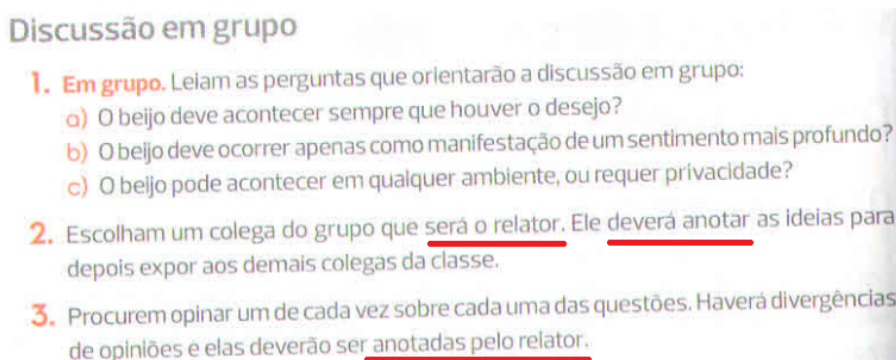 Discussão em grupo
1. Em grupo. Leiam as perguntas que orientarão a discussão em grupo:
a) O beijo deve acontecer sempre que houver o desejo?
b) O beijo deve ocorrer apenas como manifestação de um sentimento mais profundo?
c) O beijo pode acontecer em qualquer ambiente, ou requer privacidade?
2. Escolham um colega do grupo que será o relator. Ele deverá anotar as ideias para
depois expor aos demais colegas da classe.
3. Procurem opinar um de cada vez sobre cada uma das questões. Haverá divergências
de opiniões e elas deverão ser anotadas pelo relator.